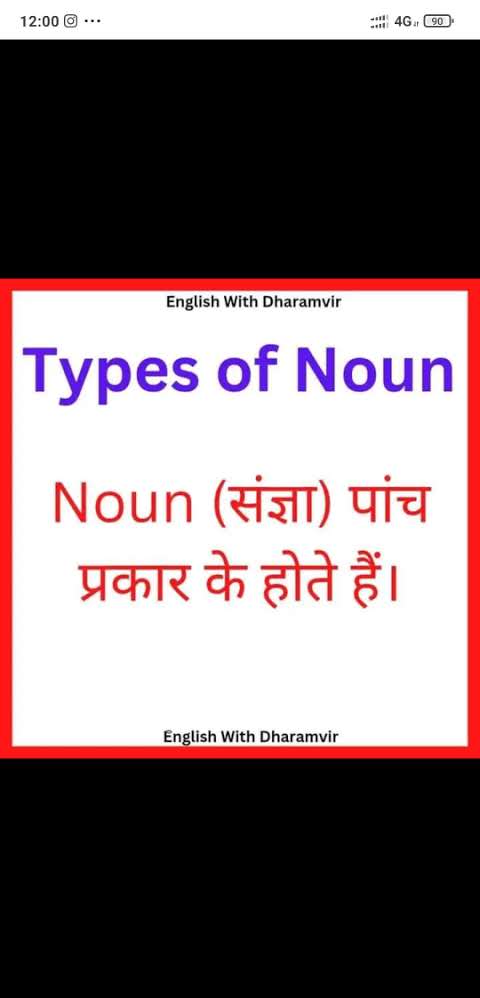 12:00 ... 4G 90
English With Dharamvir
Types of Noun
Noun (संज्ञा) पांच
प्रकार के होते हैं।
English With Dharamvir